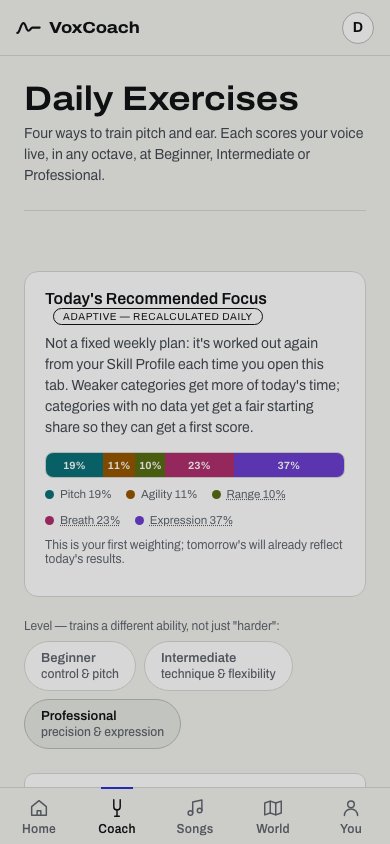 VoxCoach
D
Daily Exercises
Four ways to train pitch and ear. Each scores your voice
live, in any octave, at Beginner, Intermediate or
Professional.
Today's Recommended Focus
ADAPTIVE — RECALCULATED DAILY
Not a fixed weekly plan: it's worked out again
from your Skill Profile each time you open this
tab. Weaker categories get more of today's time;
categories with no data yet get a fair starting
share so they can get a first score.
19% 11% 10% 23% 37%
Pitch 19% Agility 11% Range 10%
Breath 23% Expression 37%
This is your first weighting; tomorrow's will already reflect
today's results.
Level — trains a different ability, not just "harder":
Beginner Intermediate
control & pitch technique & flexibility
Professional
precision & expression
Home Coach Songs World You